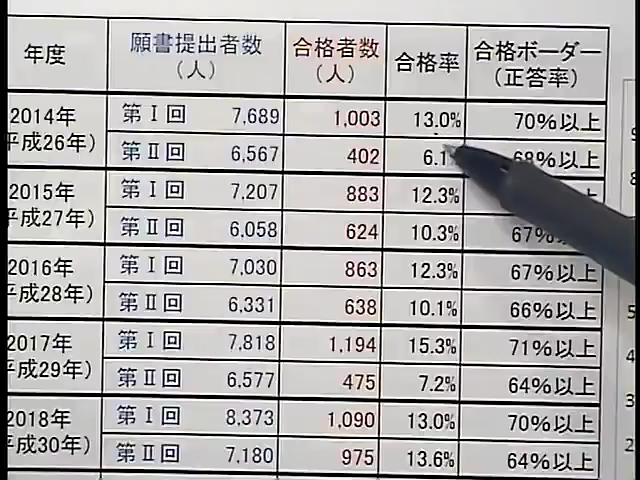 年度 願書提出者数（人） 合格者数（人） 合格率 合格ボーダー（正答率）
2014年 平成26年） 第Ⅰ回 7,689 1,003 13.0% 70%以上
第Ⅱ回 6,567 402 6.1 68%以上
2015年 平成27年） 第Ⅰ回 7,207 883 12.3%
第Ⅱ回 6,058 624 10.3% 67%以上
2016年 平成28年） 第Ⅰ回 7,030 863 12.3% 67%以上
第Ⅱ回 6,331 638 10.1% 66%以上
2017年 平成29年） 第Ⅰ回 7,818 1,194 15.3% 71%以上
第Ⅱ回 6,577 475 7.2% 64%以上
2018年 平成30年） 第Ⅰ回 8,373 1,090 13.0% 70%以上
第Ⅱ回 7,180 975 13.6% 64%以上